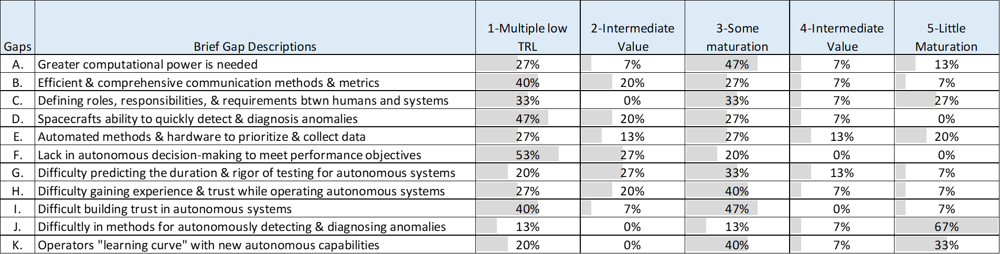 Gaps Brief Gap Descriptions 1-Multiple low TRL 2-Intermediate Value 3-Some maturation 4-Intermediate Value 5-Little Maturation
A. Greater computational power is needed 27% 7% 47% 7% 13%
B. Efficient & comprehensive communication methods & metrics 40% 20% 27% 7% 7%
C. Defining roles, responsibilities, & requirements btwn humans and systems 33% 0% 33% 7% 27%
D. Spacecrafts ability to quickly detect & diagnosis anomalies 47% 20% 27% 7% 0%
E. Automated methods & hardware to prioritize & collect data 27% 13% 27% 13% 20%
F. Lack in autonomous decision-making to meet performance objectives 53% 27% 20% 0% 0%
G. Difficulty predicting the duration & rigor of testing for autonomous systems 20% 27% 33% 13% 7%
H. Difficulty gaining experience & trust while operating autonomous systems 27% 20% 40% 7% 7%
I. Difficult building trust in autonomous systems 40% 7% 47% 0% 7%
J. Difficultly in methods for autonomously detecting & diagnosing anomalies 13% 0% 13% 7% 67%
K. Operators "learning curve" with new autonomous capabilities 20% 0% 40% 7% 33%